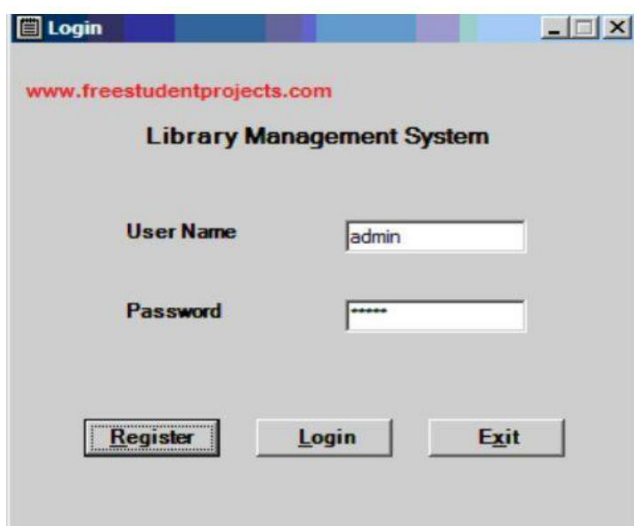 Login
www.freestudentprojects.com
Library Management System
User Name admin
Password *****
Register Login Exit